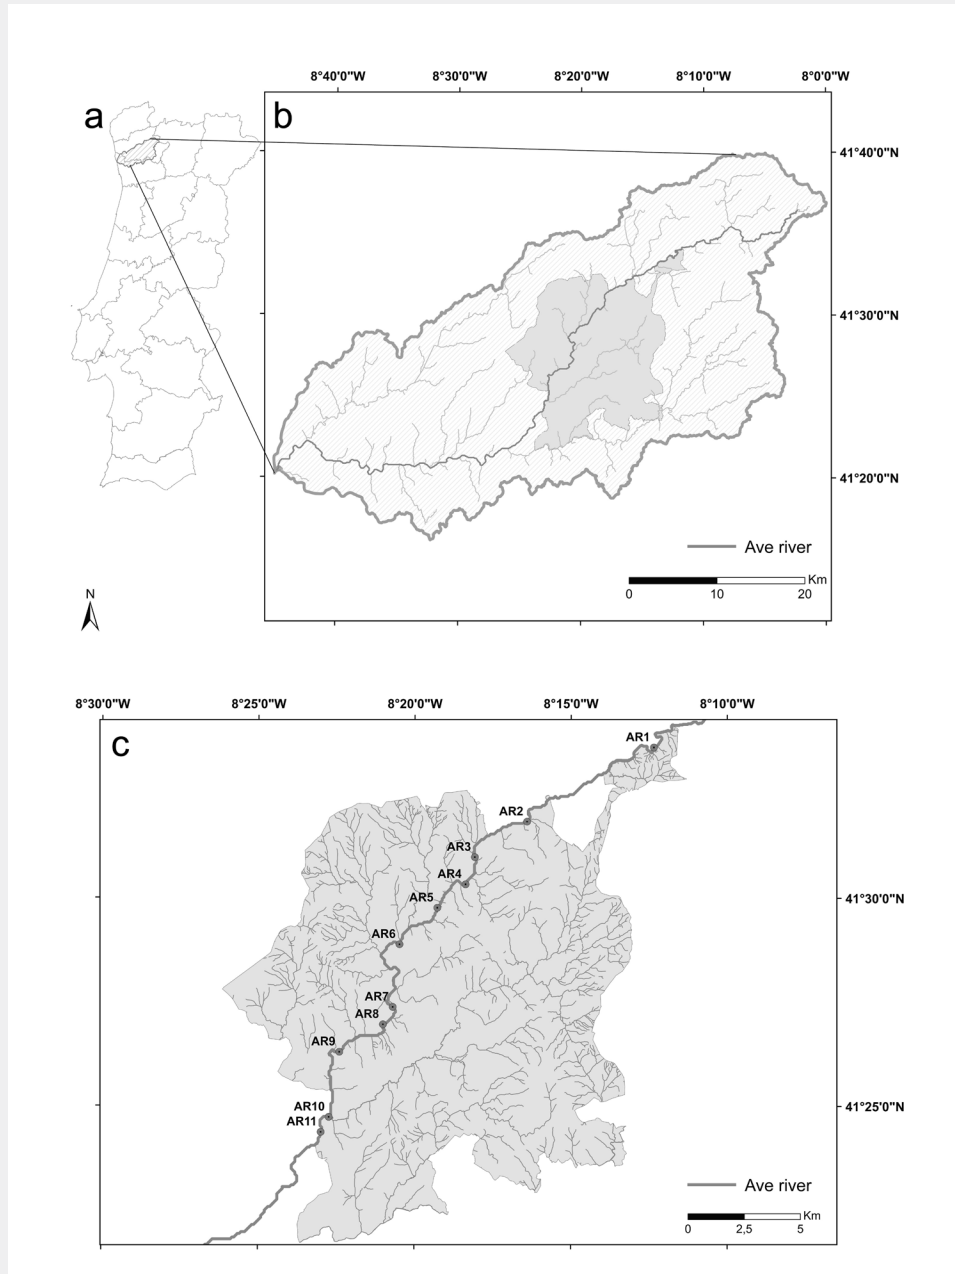 8°40'0"W 8°30'0"W 8°20'0"W 8°10'0"W 8°0'0"W
a
b
41°40'0"N
41°30'0"N
41°20'0"N
Ave river
Km
0 10 20
N
8°30'0"W 8°25'0"W 8°20'0"W 8°15'0"W 8°10'0"W
c
AR1
AR2
AR3
AR4
AR5
AR6
AR7
AR8
AR9
AR10
AR11
41°30'0"N
41°25'0"N
Ave river
Km
0 2,5 5